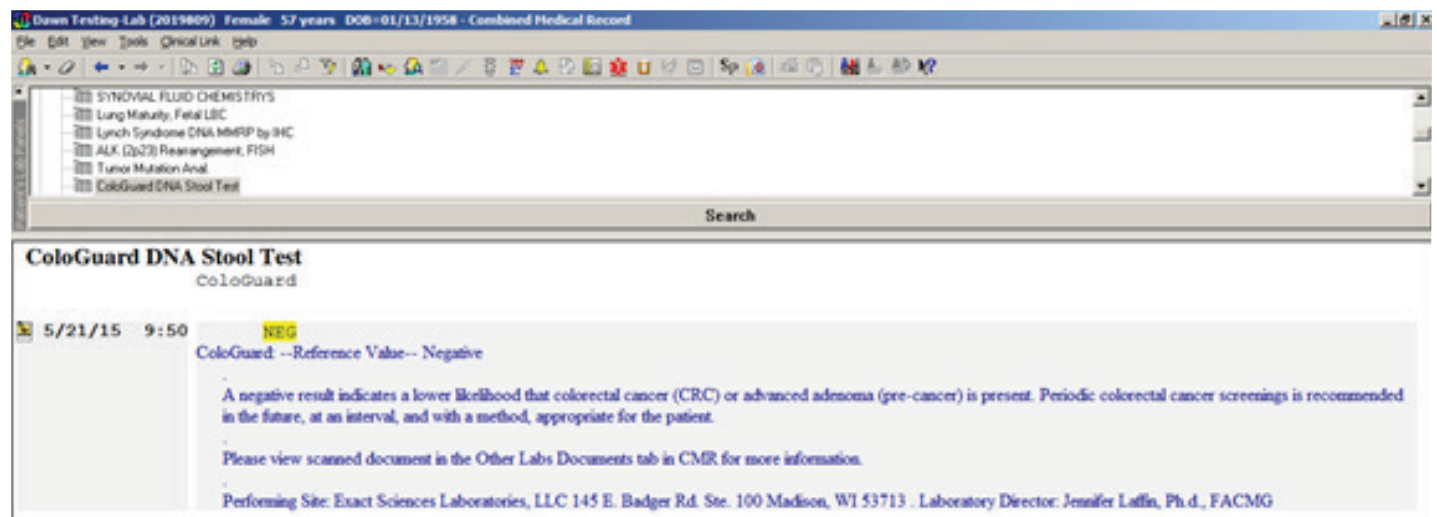 Dawn Testing-Lab (2019809) Female 57 years DOB=01/13/1958 - Combined Medical Record
File Edit View Tools Clinical Link Help
Sp
SYNOVIAL FLUID CHEMISTRYS
Lung Maturity, Fetal LBC
Lynch Syndrome DNA MMRP by IHC
ALK (2p23) Rearrangement, FISH
Tumor Mutation Anal.
ColoGuard DNA Stool Test
Search
ColoGuard DNA Stool Test
ColoGuard
5/21/15 9:50 NEG
ColoGuard: --Reference Value-- Negative
.
A negative result indicates a lower likelihood that colorectal cancer (CRC) or advanced adenoma (pre-cancer) is present. Periodic colorectal cancer screenings is recommended
in the future, at an interval, and with a method, appropriate for the patient.
.
Please view scanned document in the Other Labs Documents tab in CMR for more information.
.
Performing Site: Exact Sciences Laboratories, LLC 145 E. Badger Rd. Ste. 100 Madison, WI 53713 . Laboratory Director: Jennifer Laffin, Ph.d., FACMG